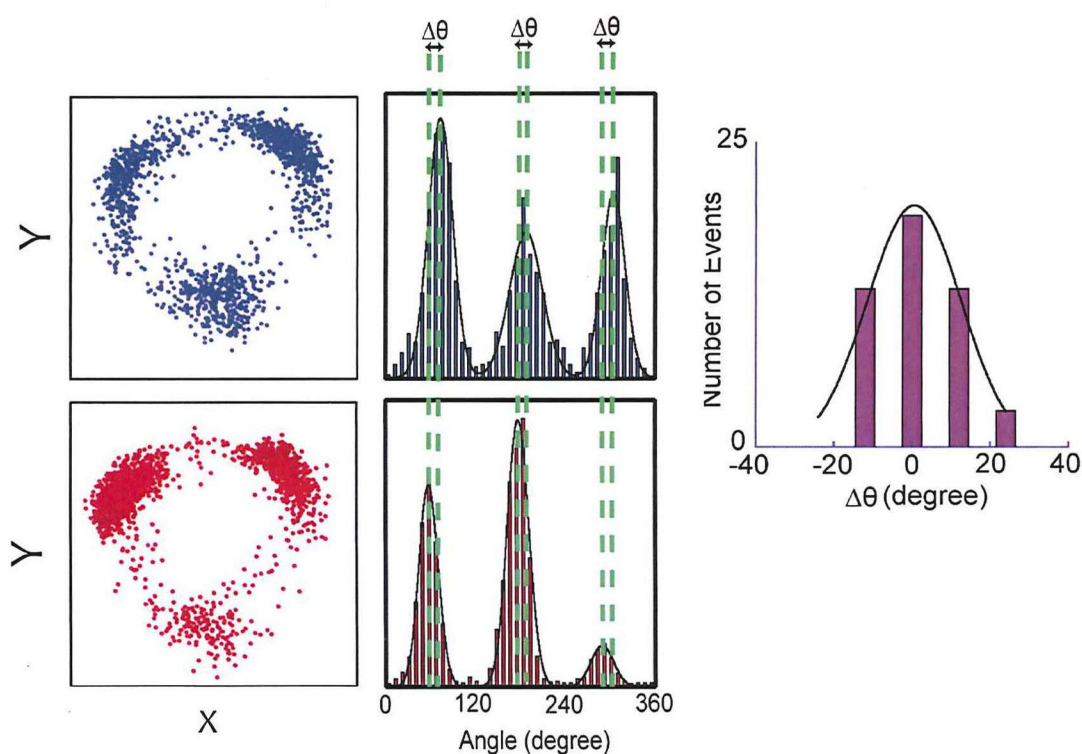 Δθ Δθ Δθ
Y
Y
X
0 120 240 360
Angle (degree)
25
Number of Events
0
-40 -20 0 20 40
Δθ (degree)